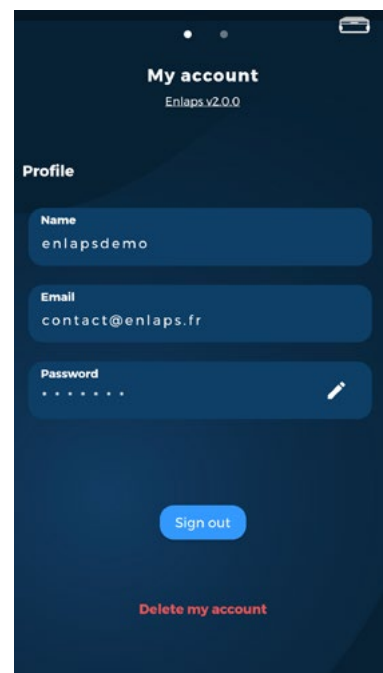 My account
Enlaps v2.0.0
Profile
Name
enlapsdemo
Email
contact@enlaps.fr
Password
•••••••
Sign out
Delete my account